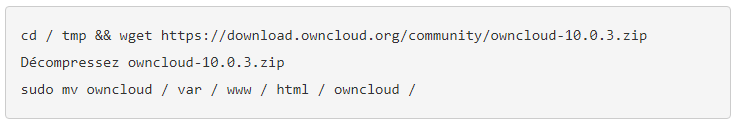 cd / tmp && wget https://download.owncloud.org/community/owncloud-10.0.3.zip
Décompressez owncloud-10.0.3.zip
sudo mv owncloud / var / www / html / owncloud /